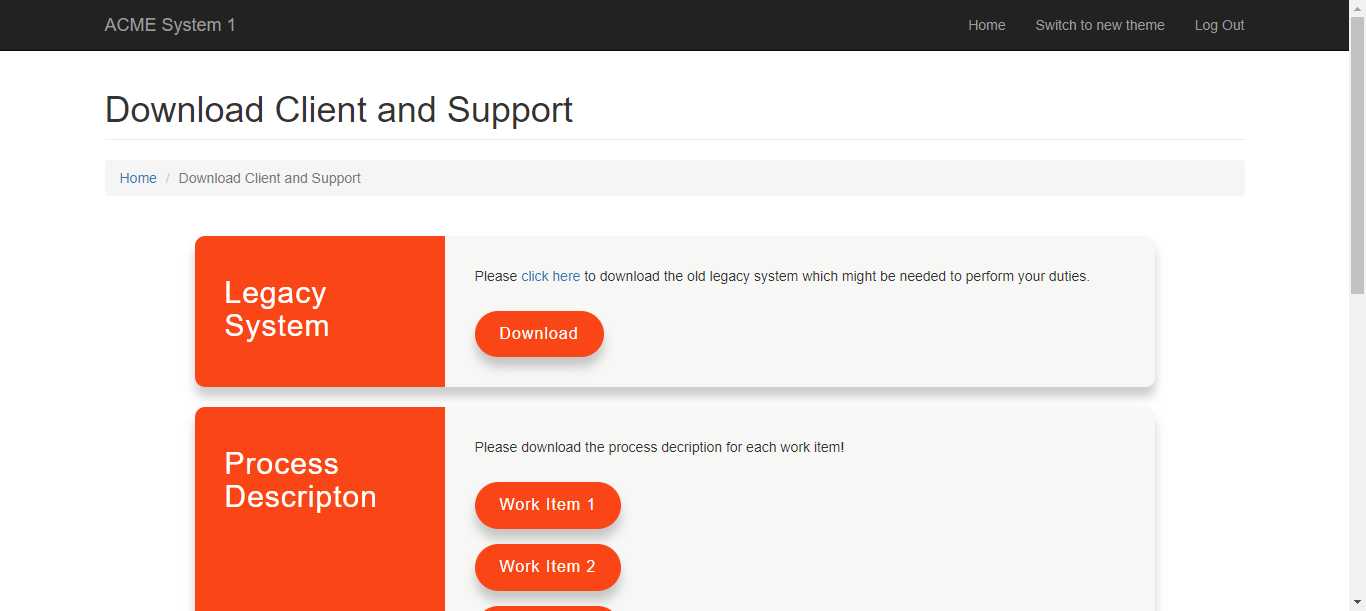 ACME System 1
Home
Switch to new theme
Log Out
Download Client and Support
Home / Download Client and Support
Legacy
System
Please click here to download the old legacy system which might be needed to perform your duties.
Download
Process
Descripton
Please download the process decription for each work item!
Work Item 1
Work Item 2